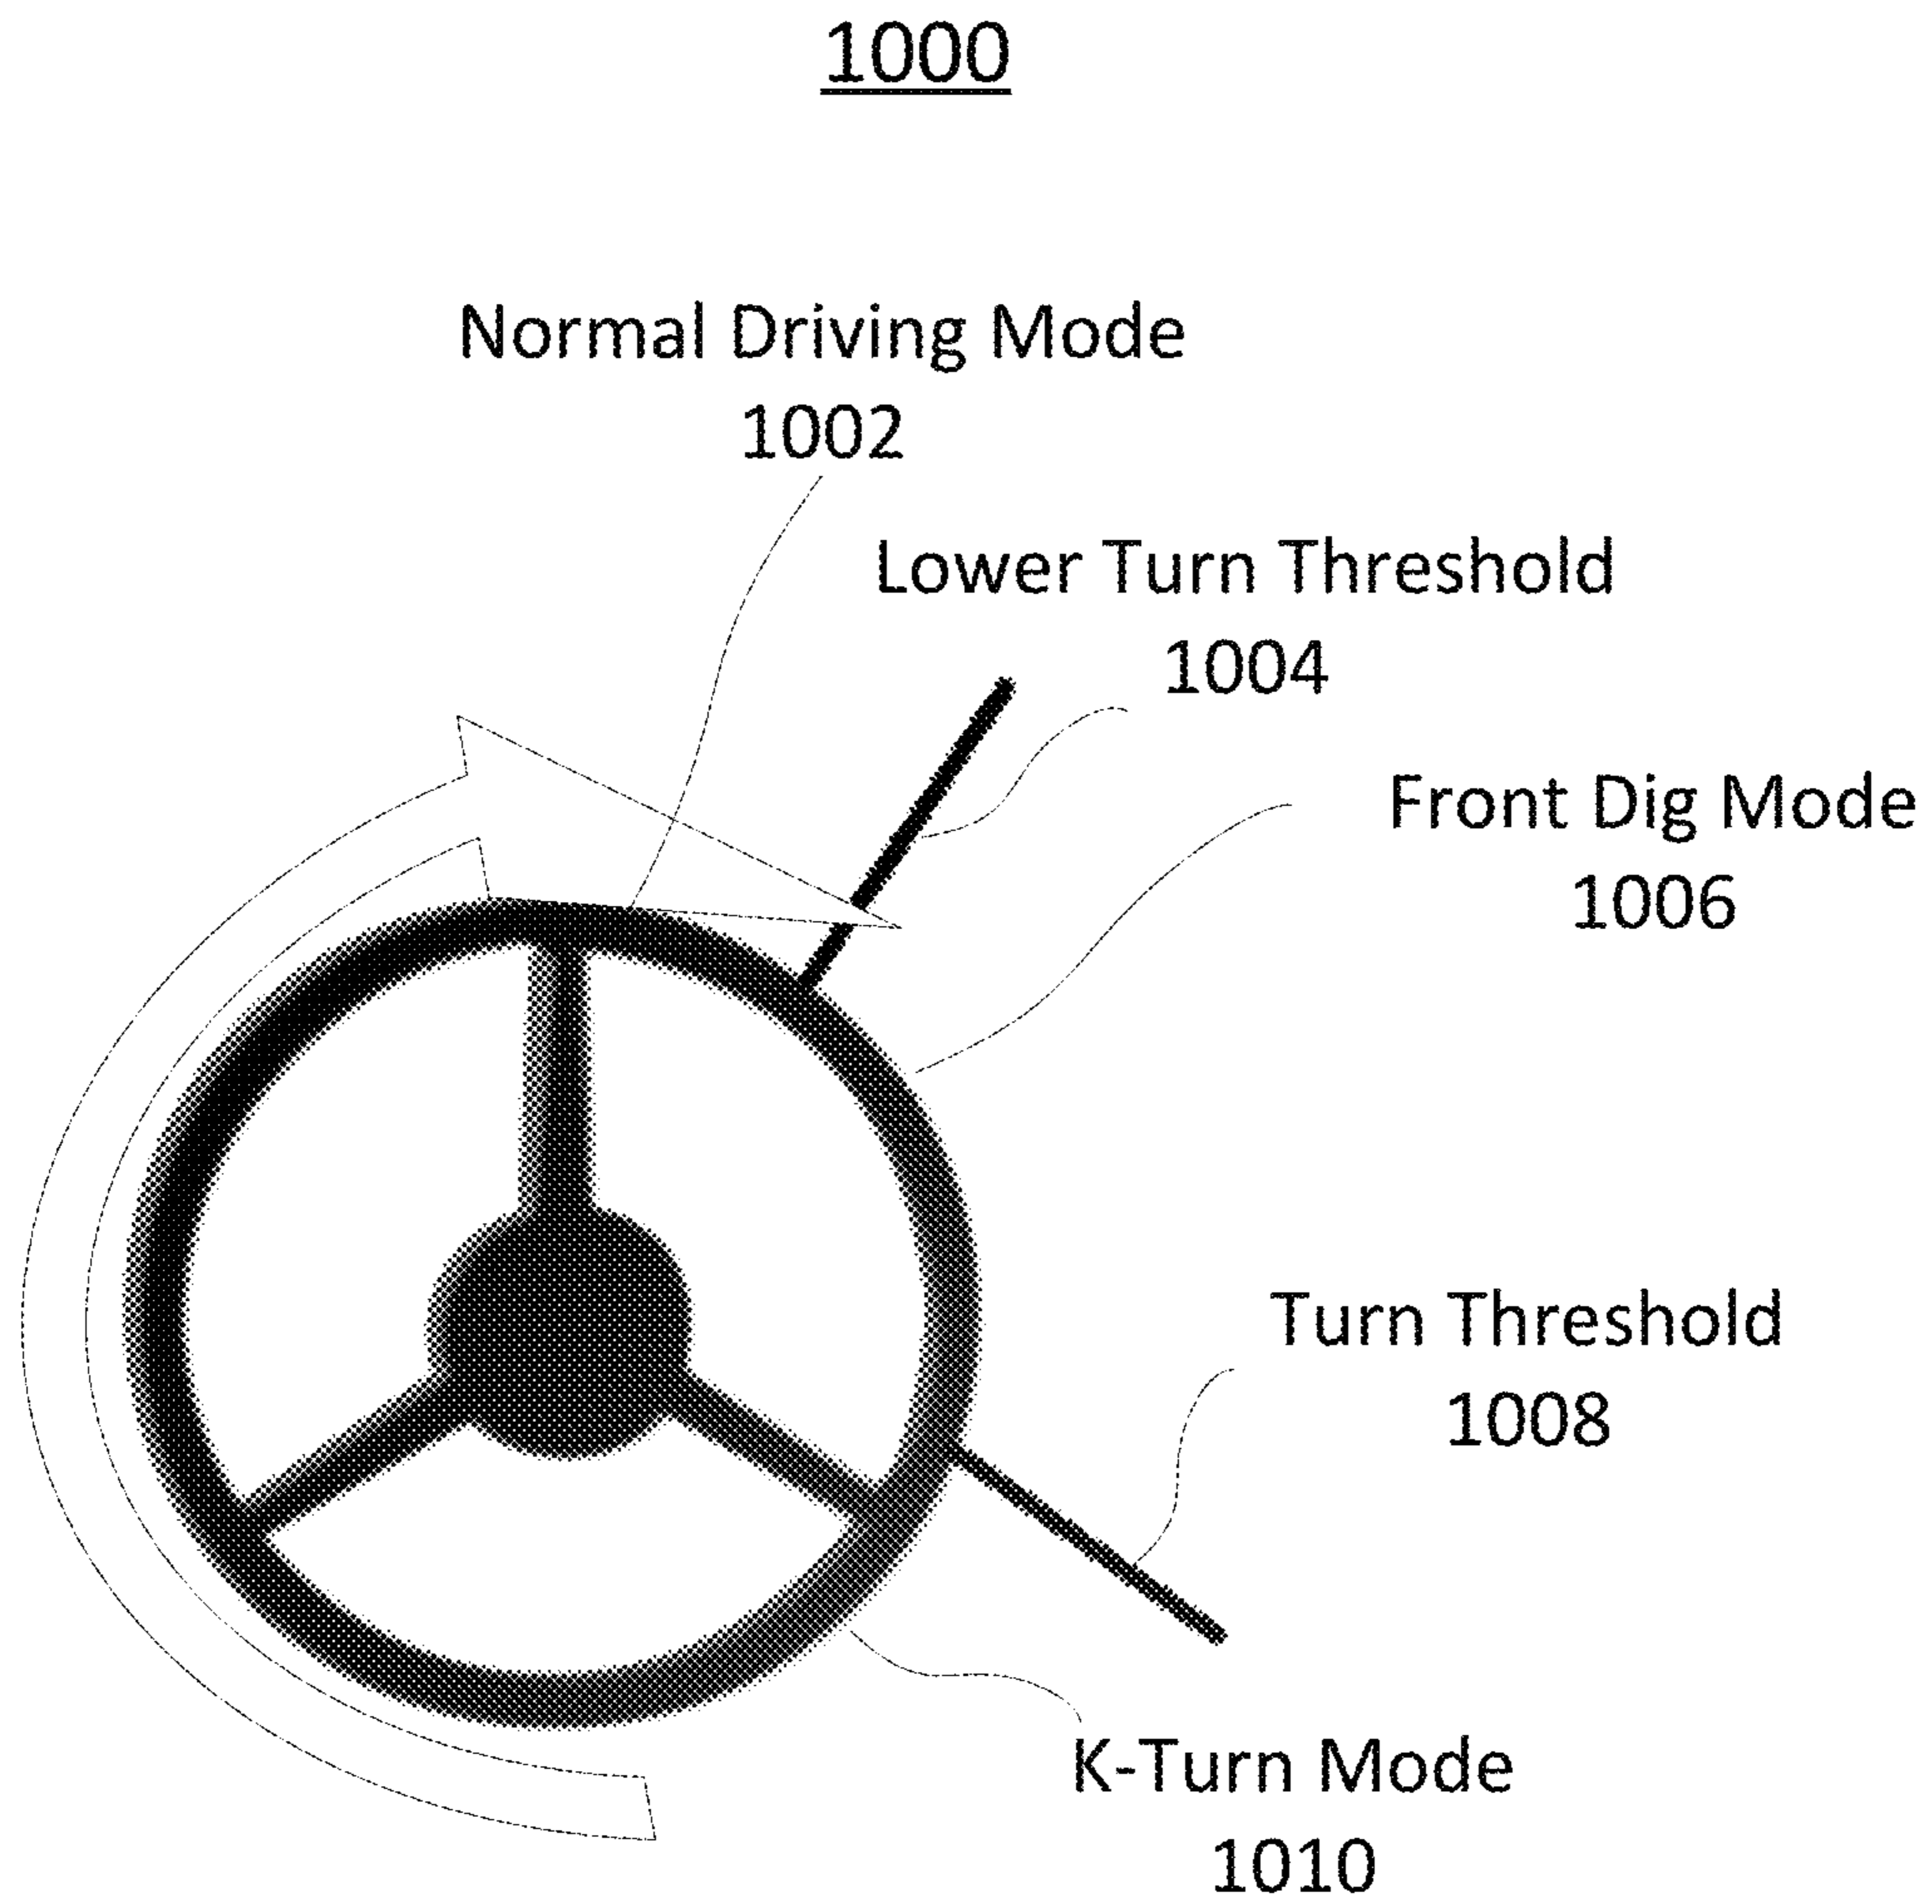 1000
Normal Driving Mode
1002
Lower Turn Threshold
1004
Front Dig Mode
1006
Turn Threshold
1008
K-Turn Mode
1010